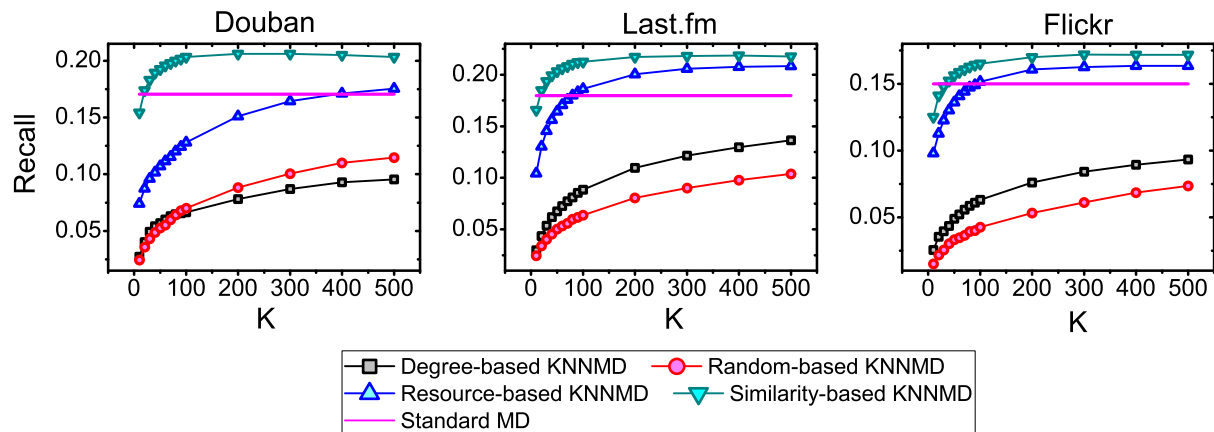 Douban
Last.fm
Flickr
Recall
0.20
0.15
0.10
0.05
0 100 200 300 400 500
K
0.20
0.15
0.10
0.05
0 100 200 300 400 500
K
0.15
0.10
0.05
0 100 200 300 400 500
K
Degree-based KNNMD Random-based KNNMD
Resource-based KNNMD Similarity-based KNNMD
Standard MD